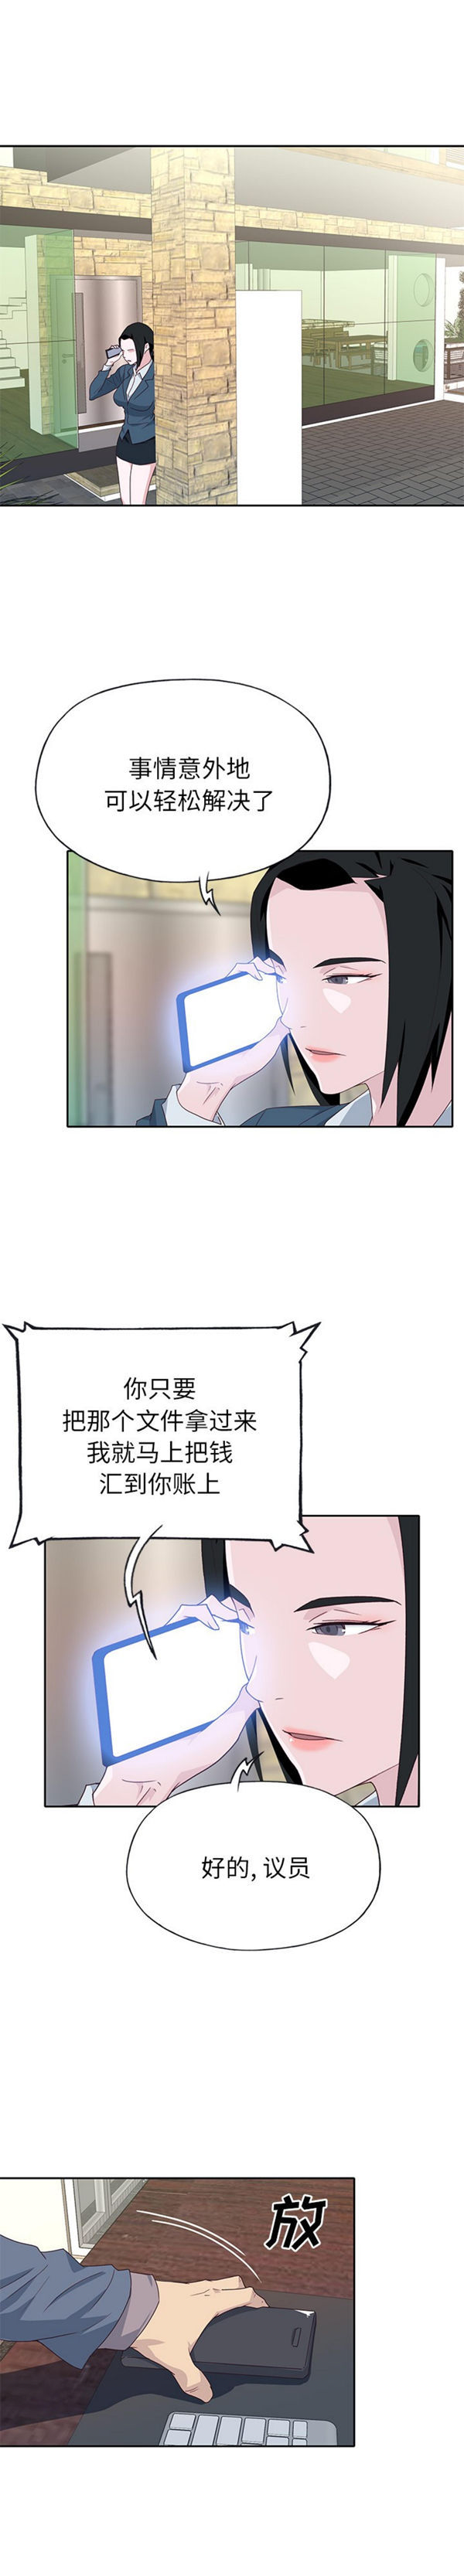 事情意外地
可以轻松解决了
你只要
把那个文件拿过来
我就马上把钱
汇到你账上
好的, 议员
放